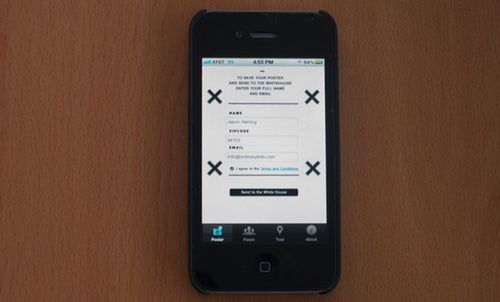 AT&T 3G 4:53 PM 94%
TO SAVE YOUR POSTER
AND SEND TO THE WHITEHOUSE
ENTER YOUR FULL NAME
AND EMAIL
NAME
Jason Herring
ZIPCODE
EMAIL
info@ordinarykids.com
I agree to the Terms and Conditions
Send to the White House
Poster Faces Tour About